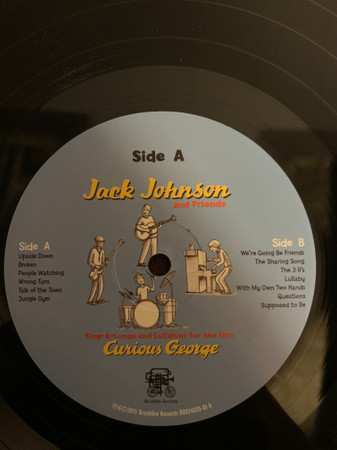 Side A
Jack Johnson
and Friends
Side A
Upside Down
Broken
People Watching
Wrong Turn
Talk of the Town
Jungle Gym
Side B
We're Going Be Friends
The Sharing Song
The 3 R's
Lullaby
With My Own Two Hands
Questions
Supposed to Be
Sing-A-Longs and Lullabies for the Film
Curious George
Brushfire Records